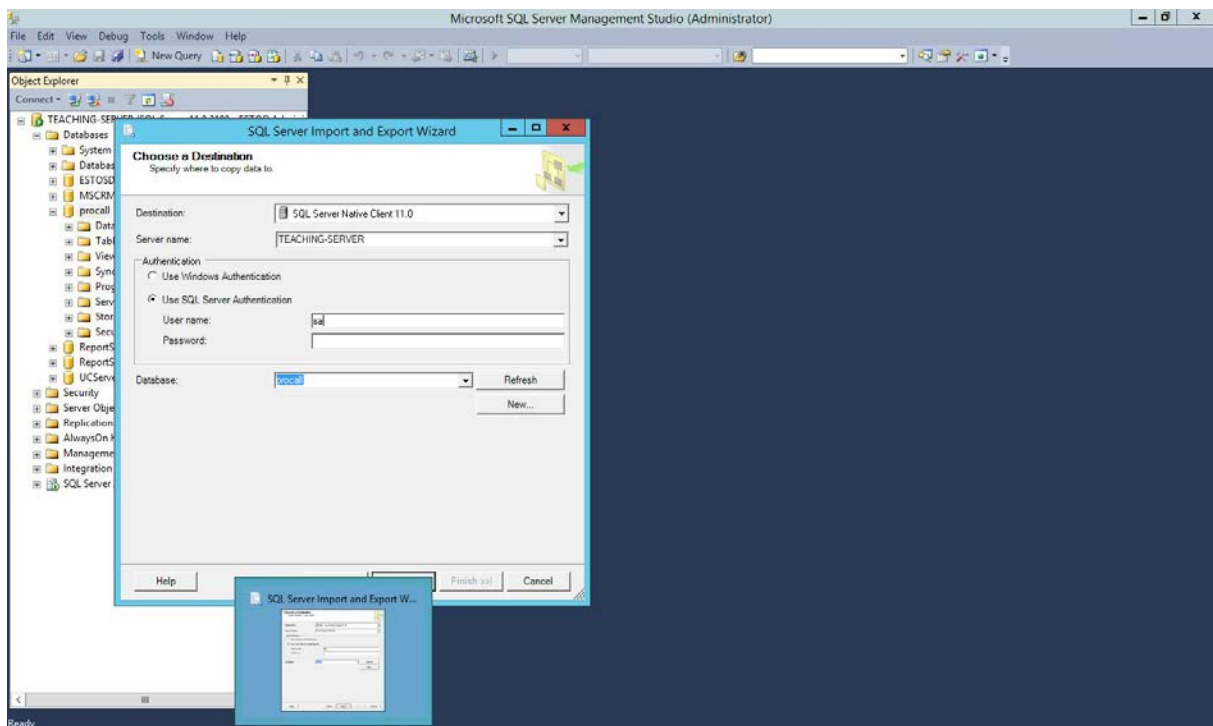 Microsoft SQL Server Management Studio (Administrator)
File Edit View Debug Tools Window Help
New Query
Object Explorer
Connect
TEACHING-SER
Databases
System
Databas
ESTOSD
MSCRM
procall
Data
Tabl
View
Syno
Prog
Serv
Stor
Secu
ReportS
ReportS
UCServe
Security
Server Obje
Replication
AlwaysOn H
Manageme
Integration
SQL Server
SQL Server Import and Export Wizard
Choose a Destination
Specify where to copy data to.
Destination:
SQL Server Native Client 11.0
Server name:
TEACHING-SERVER
Authentication
Use Windows Authentication
Use SQL Server Authentication
User name:
sa
Password:
Database:
procall
Refresh
New...
Help
Finish >>|
Cancel
SQL Server Import and Export W...
Ready